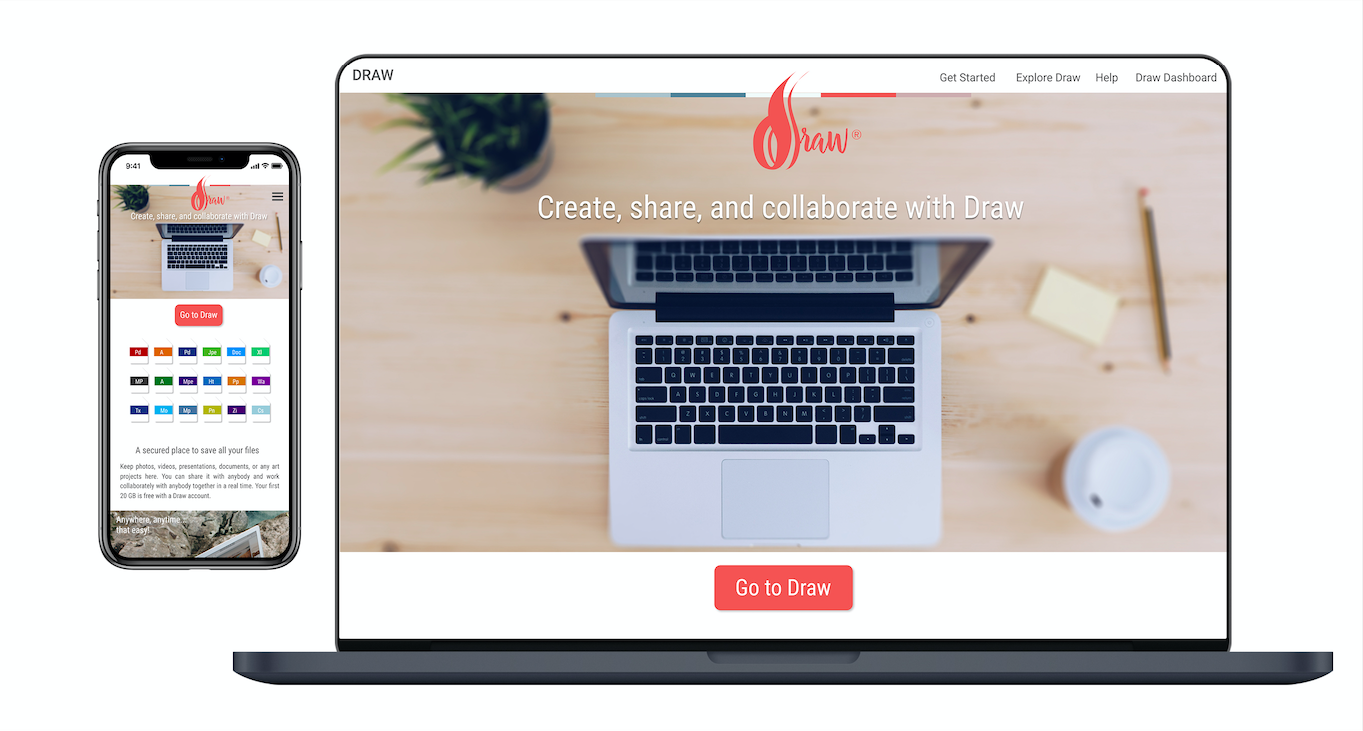 DRAW
Get Started Explore Draw Help Draw Dashboard
Draw®
Create, share, and collaborate with Draw
Go to Draw
9:41
Draw®
Create, share, and collaborate with Draw
Go to Draw
Pd A Pd Jpe Doc Xl
MP A Mpe Ht Pp Wa
Tx Mo Mp Po Zi Cs
A secured place to save all your files
Keep photos, videos, presentations, documents, or any art
projects here. You can share it with anybody and work
collaborately with anybody together in a real time. Your first
20 GB is free with a Draw account.
Anywhere, anytime...
that easy!